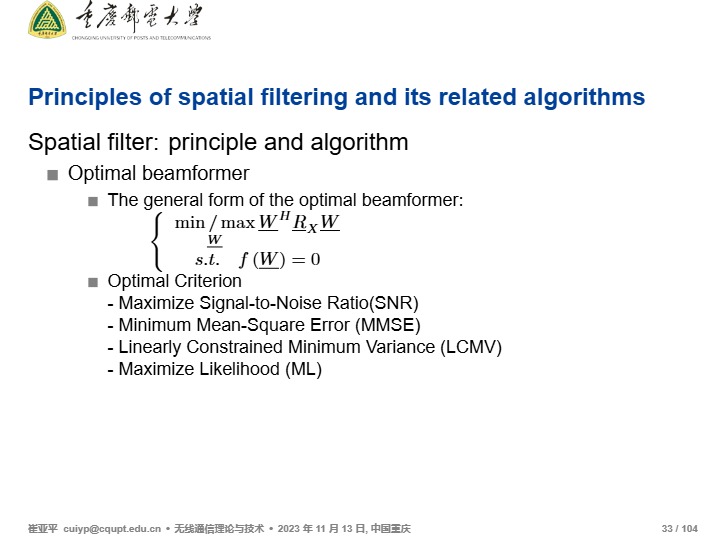 重慶郵電大學
CHONGQING UNIVERSITY OF POSTS AND TELECOMMUNICATIONS
Principles of spatial filtering and its related algorithms
Spatial filter: principle and algorithm
Optimal beamformer
The general form of the optimal beamformer:
min / max W^H R_X W
W
s.t. f (W) = 0
Optimal Criterion
- Maximize Signal-to-Noise Ratio(SNR)
- Minimum Mean-Square Error (MMSE)
- Linearly Constrained Minimum Variance (LCMV)
- Maximize Likelihood (ML)
崔亚平 cuiyp@cqupt.edu.cn • 无线通信理论与技术 • 2023 年 11 月 13 日, 中国重庆 33 / 104